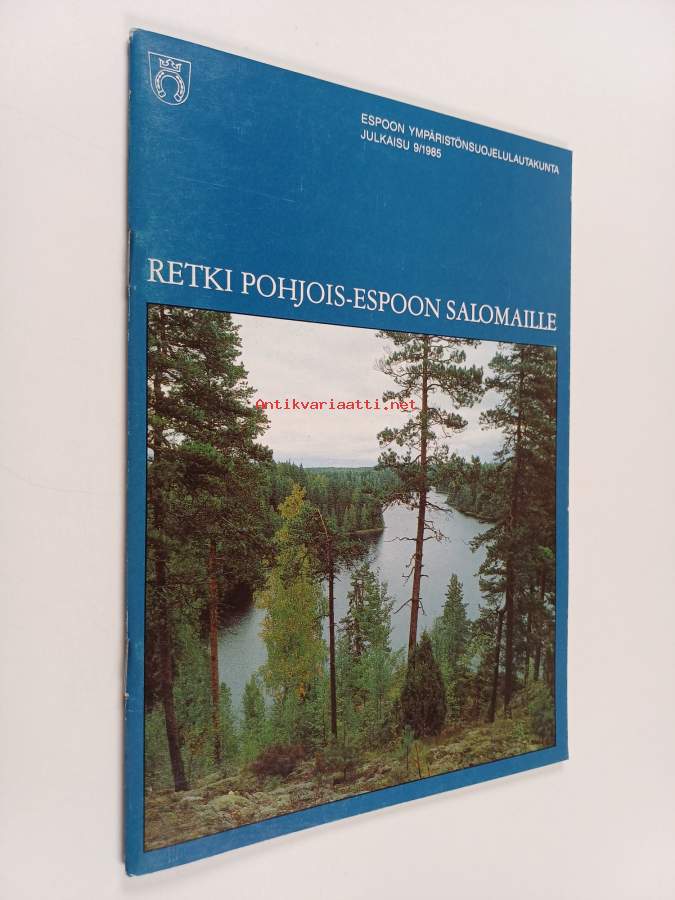 ESPOON YMPÄRISTÖNSUOJELULAUTAKUNTA
JULKAISU 9/1985
RETKI POHJOIS-ESPOON SALOMAILLE
Antikvariaatti.net